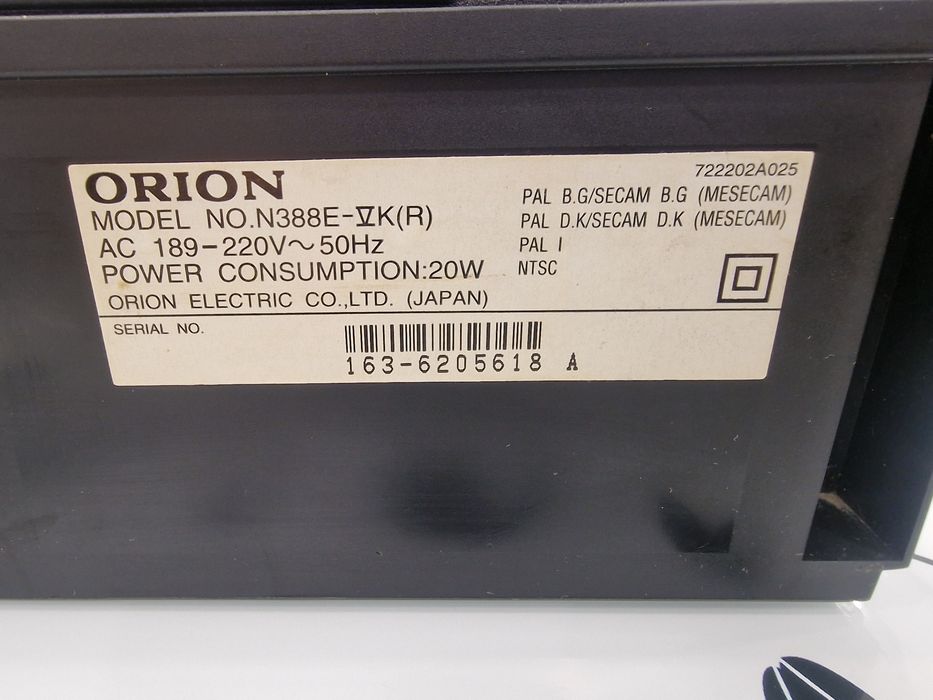 722202A025
ORION
MODEL NO.N388E-VK(R)
AC 189-220V～50Hz
POWER CONSUMPTION:20W
ORION ELECTRIC CO.,LTD. (JAPAN)
PAL B.G/SECAM B.G (MESECAM)
PAL D.K/SECAM D.K (MESECAM)
PAL I
NTSC
SERIAL NO.
163-6205618 A